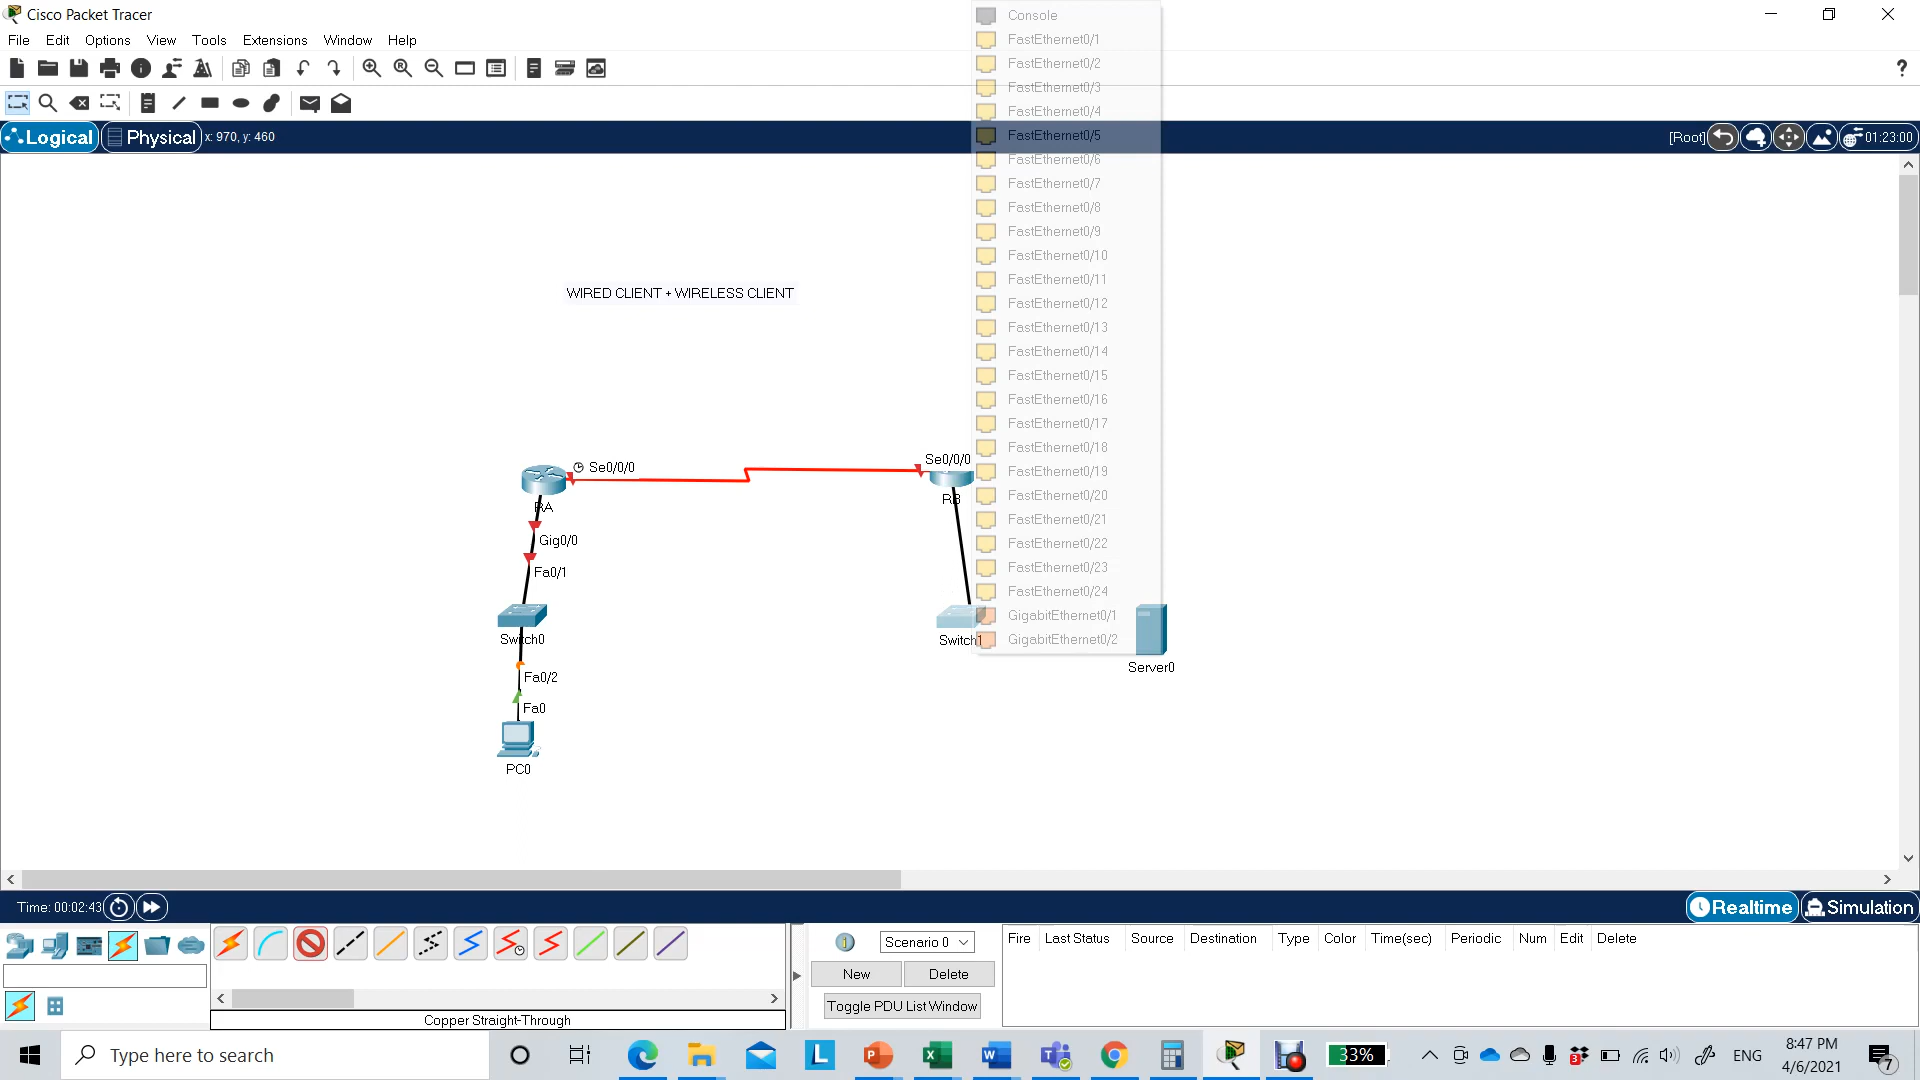 Cisco Packet Tracer
File Edit Options View Tools Extensions Window Help
?
Logical Physical x: 970, y: 460
[Root] 01:23:00
Console
FastEthernet0/1
FastEthernet0/2
FastEthernet0/3
FastEthernet0/4
FastEthernet0/5
FastEthernet0/6
FastEthernet0/7
FastEthernet0/8
FastEthernet0/9
FastEthernet0/10
FastEthernet0/11
FastEthernet0/12
FastEthernet0/13
FastEthernet0/14
FastEthernet0/15
FastEthernet0/16
FastEthernet0/17
FastEthernet0/18
FastEthernet0/19
FastEthernet0/20
FastEthernet0/21
FastEthernet0/22
FastEthernet0/23
FastEthernet0/24
GigabitEthernet0/1
GigabitEthernet0/2
WIRED CLIENT + WIRELESS CLIENT
Se0/0/0
Se0/0/0
RA
RB
Gig0/0
Fa0/1
Switch0
Switch1
Server0
Fa0/2
Fa0
PC0
Time: 00:02:43
Realtime Simulation
Scenario 0
New Delete
Toggle PDU List Window
Fire Last Status Source Destination Type Color Time(sec) Periodic Num Edit Delete
Copper Straight-Through
Type here to search
33%
ENG
8:47 PM
4/6/2021
7